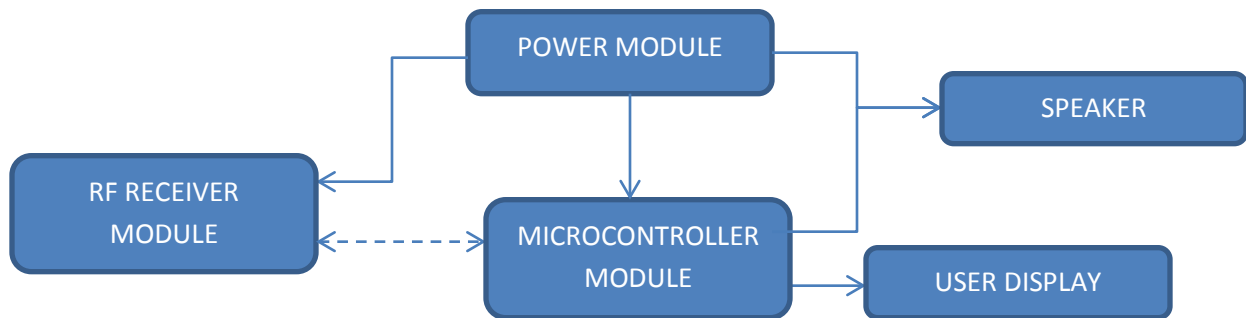 POWER MODULE
SPEAKER
RF RECEIVER
MODULE
MICROCONTROLLER
MODULE
USER DISPLAY